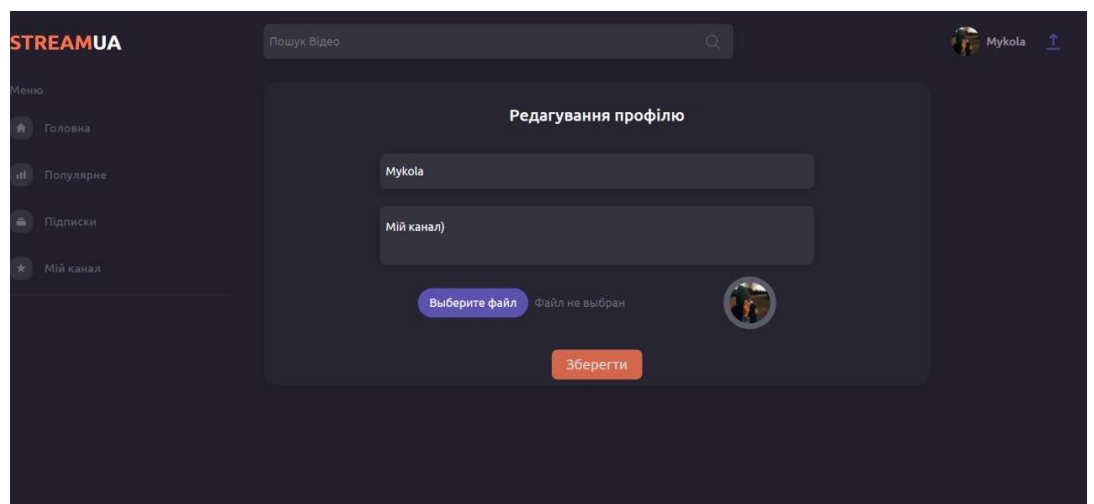 STREAMUA
Пошук Відео
Mykola
Меню
Головна
Популярне
Підписки
Мій канал
Редагування профілю
Mykola
Мій канал)
Выберите файл Файл не выбран
Зберегти